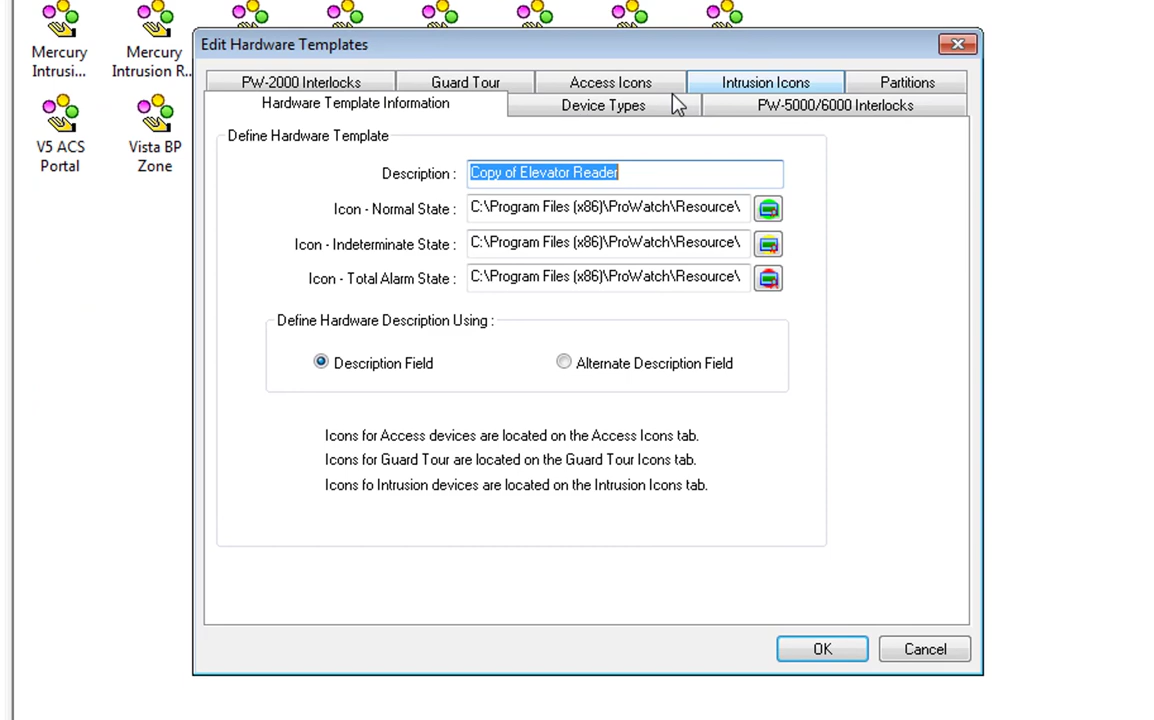 Mercury
Intrusi...
Mercury
Intrusion R...
V5 ACS
Portal
Vista BP
Zone
Edit Hardware Templates
PW-2000 Interlocks
Guard Tour
Access Icons
Intrusion Icons
Partitions
Hardware Template Information
Device Types
PW-5000/6000 Interlocks
Define Hardware Template
Description :
Copy of Elevator Reader
Icon - Normal State :
C:\Program Files (x86)\ProWatch\Resource\
Icon - Indeterminate State :
C:\Program Files (x86)\ProWatch\Resource\
Icon - Total Alarm State :
C:\Program Files (x86)\ProWatch\Resource\
Define Hardware Description Using :
Description Field
Alternate Description Field
Icons for Access devices are located on the Access Icons tab.
Icons for Guard Tour are located on the Guard Tour Icons tab.
Icons fo Intrusion devices are located on the Intrusion Icons tab.
OK
Cancel